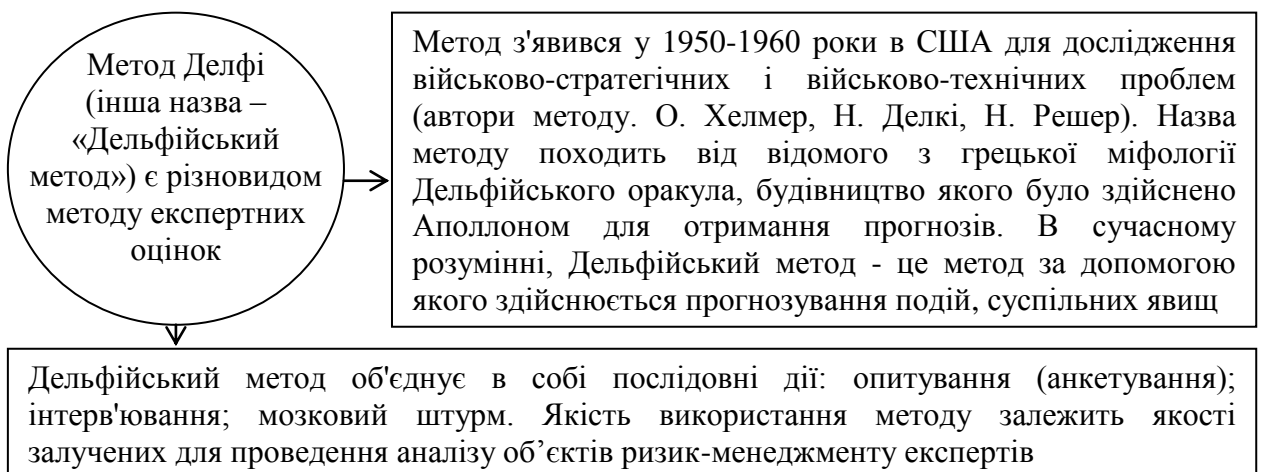 Метод Делфі
(інша назва –
«Дельфійський
метод») є різновидом
методу експертних
оцінок
Метод з'явився у 1950-1960 роки в США для дослідження
військово-стратегічних і військово-технічних проблем
(автори методу. О. Хелмер, Н. Делкі, Н. Решер). Назва
методу походить від відомого з грецької міфології
Дельфійського оракула, будівництво якого було здійснено
Аполлоном для отримання прогнозів. В сучасному
розумінні, Дельфійський метод - це метод за допомогою
якого здійснюється прогнозування подій, суспільних явищ
Дельфійський метод об'єднує в собі послідовні дії: опитування (анкетування);
інтерв'ювання; мозковий штурм. Якість використання методу залежить якості
залучених для проведення аналізу об’єктів ризик-менеджменту експертів